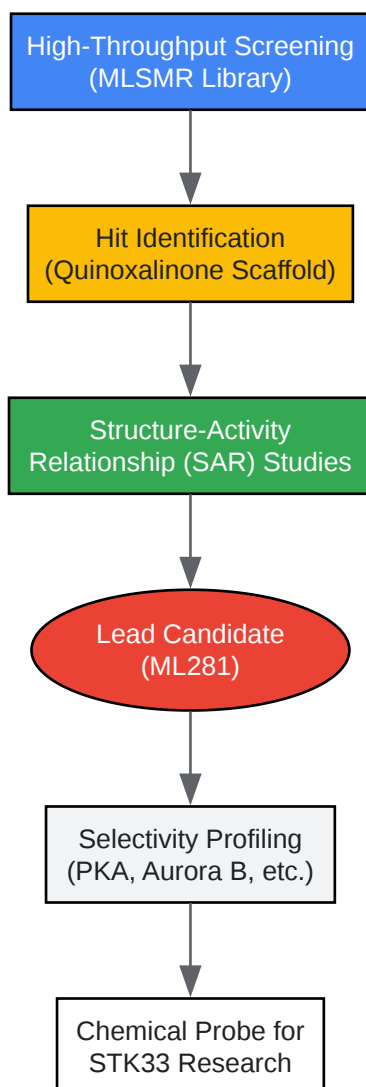 High-Throughput Screening
(MLSMR Library)
Hit Identification
(Quinoxalinone Scaffold)
Structure-Activity
Relationship (SAR) Studies
Lead Candidate
(ML281)
Selectivity Profiling
(PKA, Aurora B, etc.)
Chemical Probe for
STK33 Research